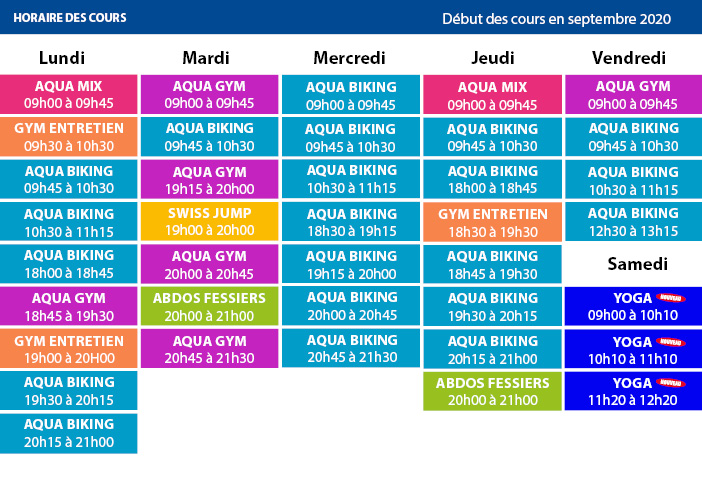 HORAIRE DES COURS
Début des cours en septembre 2020
Lundi
AQUA MIX
09h00 à 09h45
GYM ENTRETIEN
09h30 à 10h30
AQUA BIKING
09h45 à 10h30
AQUA BIKING
10h30 à 11h15
AQUA BIKING
18h00 à 18h45
AQUA GYM
18h45 à 19h30
GYM ENTRETIEN
19h00 à 20H00
AQUA BIKING
19h30 à 20h15
AQUA BIKING
20h15 à 21h00
Mardi
AQUA GYM
09h00 à 09h45
AQUA BIKING
09h45 à 10h30
AQUA GYM
19h15 à 20h00
SWISS JUMP
19h00 à 20h00
AQUA GYM
20h00 à 20h45
ABDOS FESSIERS
20h00 à 21h00
AQUA GYM
20h45 à 21h30
Mercredi
AQUA BIKING
09h00 à 09h45
AQUA BIKING
09h45 à 10h30
AQUA BIKING
10h30 à 11h15
AQUA BIKING
18h30 à 19h15
AQUA BIKING
19h15 à 20h00
AQUA BIKING
20h00 à 20h45
AQUA BIKING
20h45 à 21h30
Jeudi
AQUA MIX
09h00 à 09h45
AQUA BIKING
09h45 à 10h30
AQUA BIKING
18h00 à 18h45
GYM ENTRETIEN
18h30 à 19h30
AQUA BIKING
18h45 à 19h30
AQUA BIKING
19h30 à 20h15
AQUA BIKING
20h15 à 21h00
ABDOS FESSIERS
20h00 à 21h00
Vendredi
AQUA GYM
09h00 à 09h45
AQUA BIKING
09h45 à 10h30
AQUA BIKING
10h30 à 11h15
AQUA BIKING
12h30 à 13h15
Samedi
YOGA NOUVEAU
09h00 à 10h10
YOGA NOUVEAU
10h10 à 11h10
YOGA NOUVEAU
11h20 à 12h20